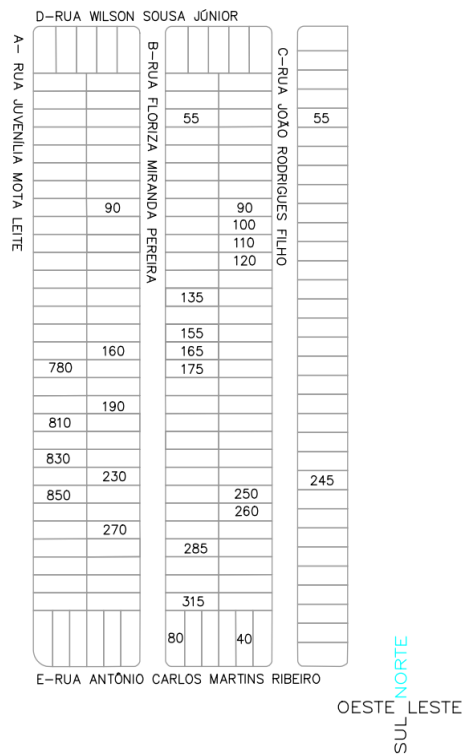 D-RUA WILSON SOUSA JÚNIOR
A- RUA JUVENÍLIA MOTA LEITE
B-RUA FLORIZA MIRANDA PEREIRA
C-RUA JOÃO RODRIGUES FILHO
55 55
90 90
100
110
120
135
155
160 165
780 175
190
810
830
230 245
850 250
260
270
285
315
80 40
E-RUA ANTÔNIO CARLOS MARTINS RIBEIRO
NORTE
OESTE LESTE
SUL